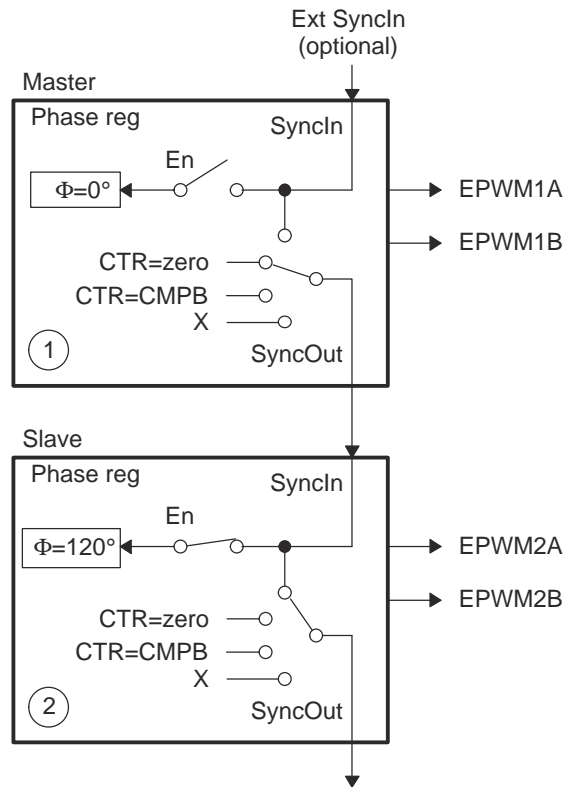 Ext SyncIn
(optional)
Master
Phase reg
SyncIn
En
Φ=0°
EPWM1A
EPWM1B
CTR=zero
CTR=CMPB
X
1
SyncOut
Slave
Phase reg
SyncIn
En
Φ=120°
EPWM2A
EPWM2B
CTR=zero
CTR=CMPB
X
2
SyncOut